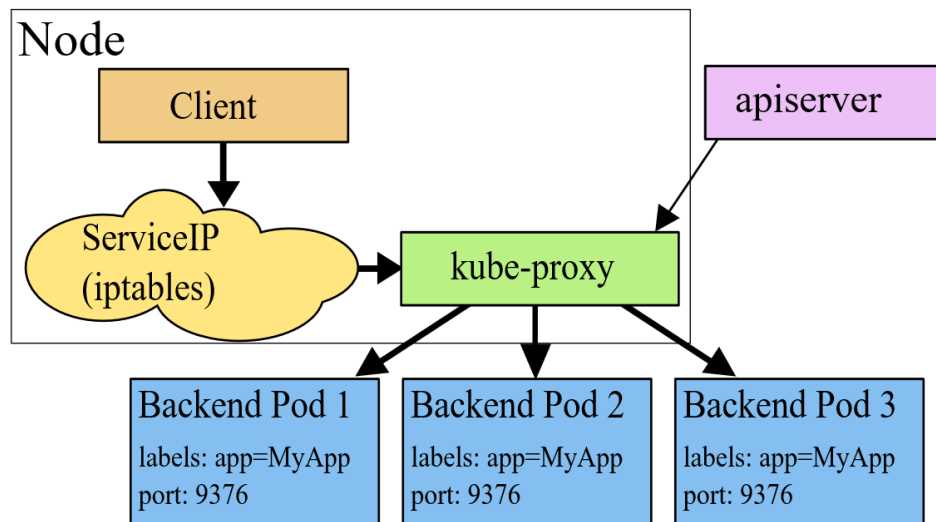 Node
Client
apiserver
ServiceIP
(iptables)
kube-proxy
Backend Pod 1
labels: app=MyApp
port: 9376
Backend Pod 2
labels: app=MyApp
port: 9376
Backend Pod 3
labels: app=MyApp
port: 9376